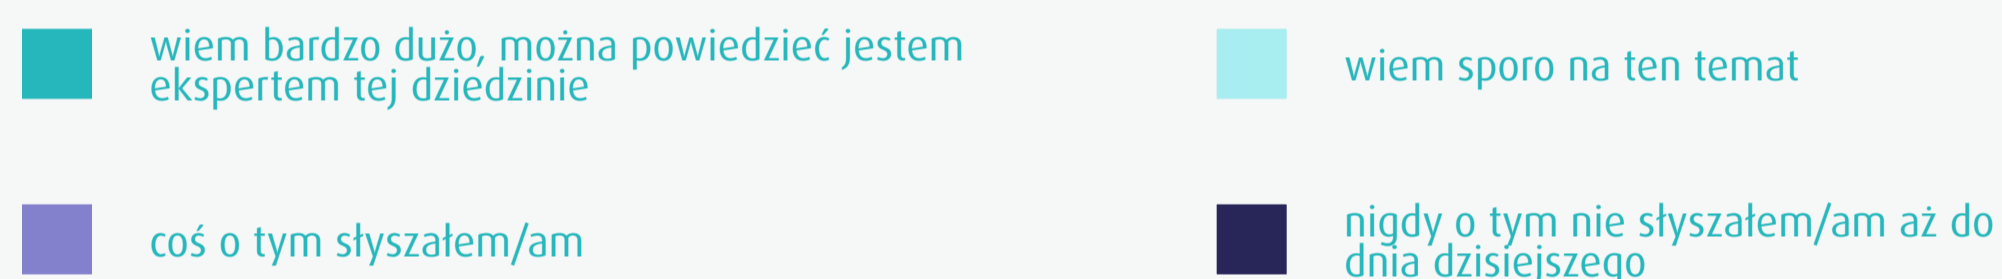 wiem bardzo dużo, można powiedzieć jestem
ekspertem tej dziedzinie
wiem sporo na ten temat
coś o tym słyszałem/am
nigdy o tym nie słyszałem/am aż do
dnia dzisiejszego